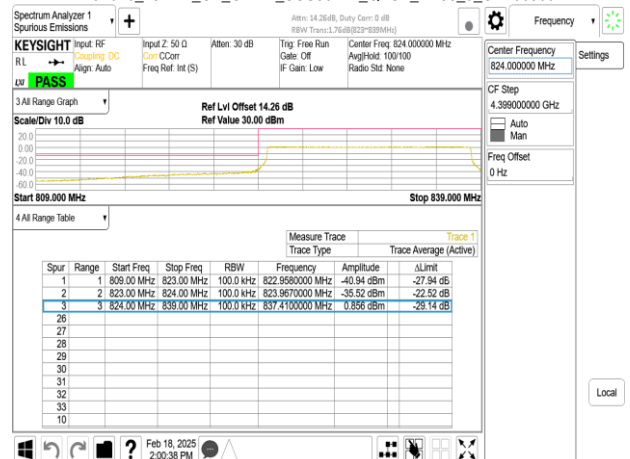 Spectrum Analyzer 1
Spurious Emissions
Attn: 14.26dB, Duty Corr: 0 dB
RBW Trans:1.76dB(823~839MHz)
Frequency
KEYSIGHT
Input: RF
Input Z: 50 Ω
Atten: 30 dB
Trig: Free Run
Center Freq: 824.000000 MHz
RL
Coupling: DC
Corr CCorr
Gate: Off
Avg|Hold: 100/100
Align: Auto
Freq Ref: Int (S)
IF Gain: Low
Radio Std: None
LXI
PASS
Center Frequency
824.000000 MHz
Settings
CF Step
4.399000000 GHz
Auto
Man
Freq Offset
0 Hz
3 All Range Graph
Ref Lvl Offset 14.26 dB
Scale/Div 10.0 dB
Ref Value 30.00 dBm
20.0
0.00
-20.0
-40.0
-60.0
Start 809.000 MHz
Stop 839.000 MHz
4 All Range Table
Measure Trace Trace 1
Trace Type Trace Average (Active)
Spur Range Start Freq Stop Freq RBW Frequency Amplitude ΔLimit
1 1 809.00 MHz 823.00 MHz 100.0 kHz 822.9580000 MHz -40.94 dBm -27.94 dB
2 2 823.00 MHz 824.00 MHz 100.0 kHz 823.9670000 MHz -35.52 dBm -22.52 dB
3 3 824.00 MHz 839.00 MHz 100.0 kHz 837.4100000 MHz 0.856 dBm -29.14 dB
26
27
28
29
30
31
32
33
10
Local
Feb 18, 2025
2:00:38 PM